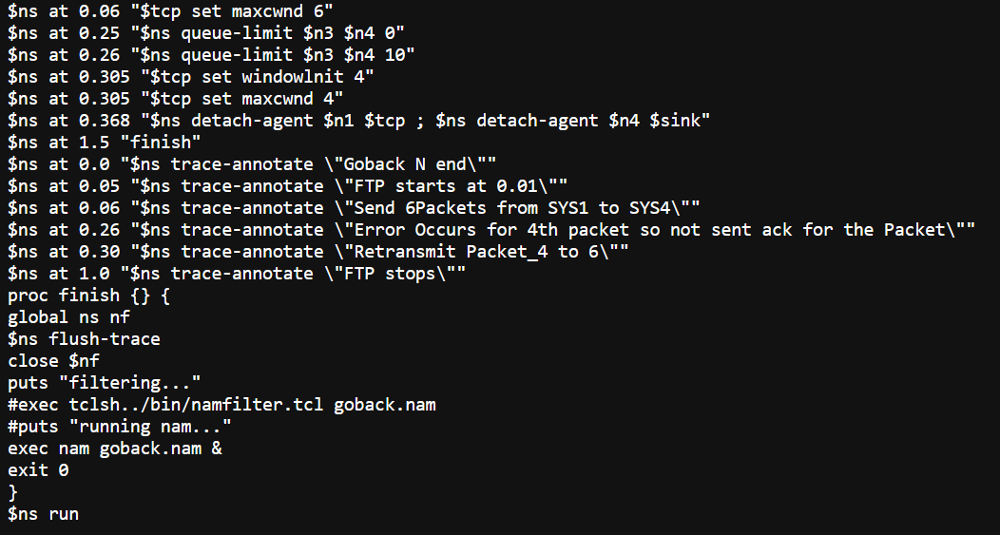 $ns at 0.06 "$tcp set maxcwnd 6"
$ns at 0.25 "$ns queue-limit $n3 $n4 0"
$ns at 0.26 "$ns queue-limit $n3 $n4 10"
$ns at 0.305 "$tcp set windowlnit 4"
$ns at 0.305 "$tcp set maxcwnd 4"
$ns at 0.368 "$ns detach-agent $n1 $tcp ; $ns detach-agent $n4 $sink"
$ns at 1.5 "finish"
$ns at 0.0 "$ns trace-annotate \"Goback N end\""
$ns at 0.05 "$ns trace-annotate \"FTP starts at 0.01\""
$ns at 0.06 "$ns trace-annotate \"Send 6Packets from SYS1 to SYS4\""
$ns at 0.26 "$ns trace-annotate \"Error Occurs for 4th packet so not sent ack for the Packet\""
$ns at 0.30 "$ns trace-annotate \"Retransmit Packet_4 to 6\""
$ns at 1.0 "$ns trace-annotate \"FTP stops\""
proc finish {} {
global ns nf
$ns flush-trace
close $nf
puts "filtering..."
#exec tclsh../bin/namfilter.tcl goback.nam
#puts "running nam..."
exec nam goback.nam &
exit 0
}
$ns run